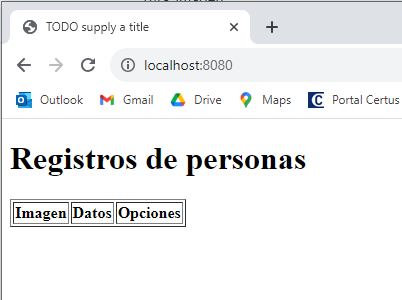 TODO supply a title
localhost:8080
Outlook Gmail Drive Maps Portal Certus
Registros de personas
Imagen Datos Opciones